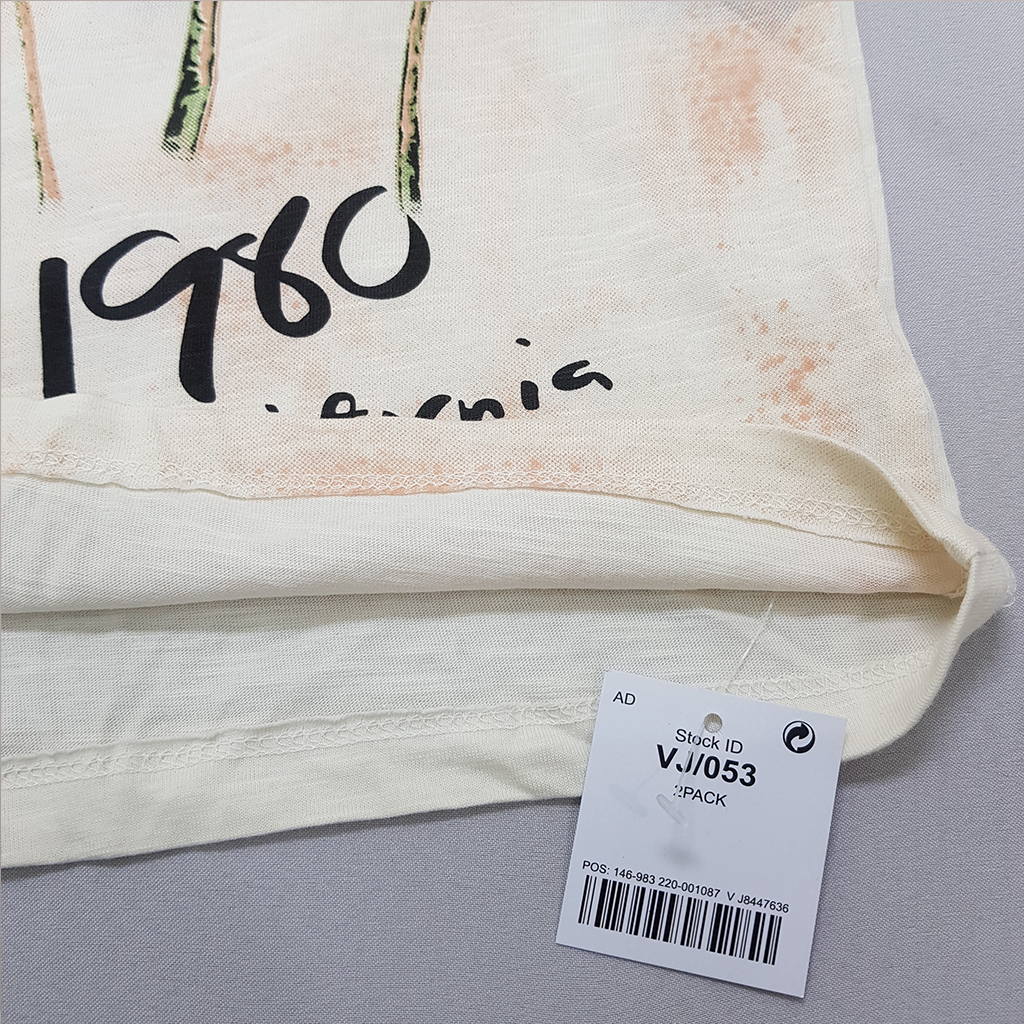 1980
AD
Stock ID
VJ/053
2PACK
POS: 146-983 220-001087 V J8447636